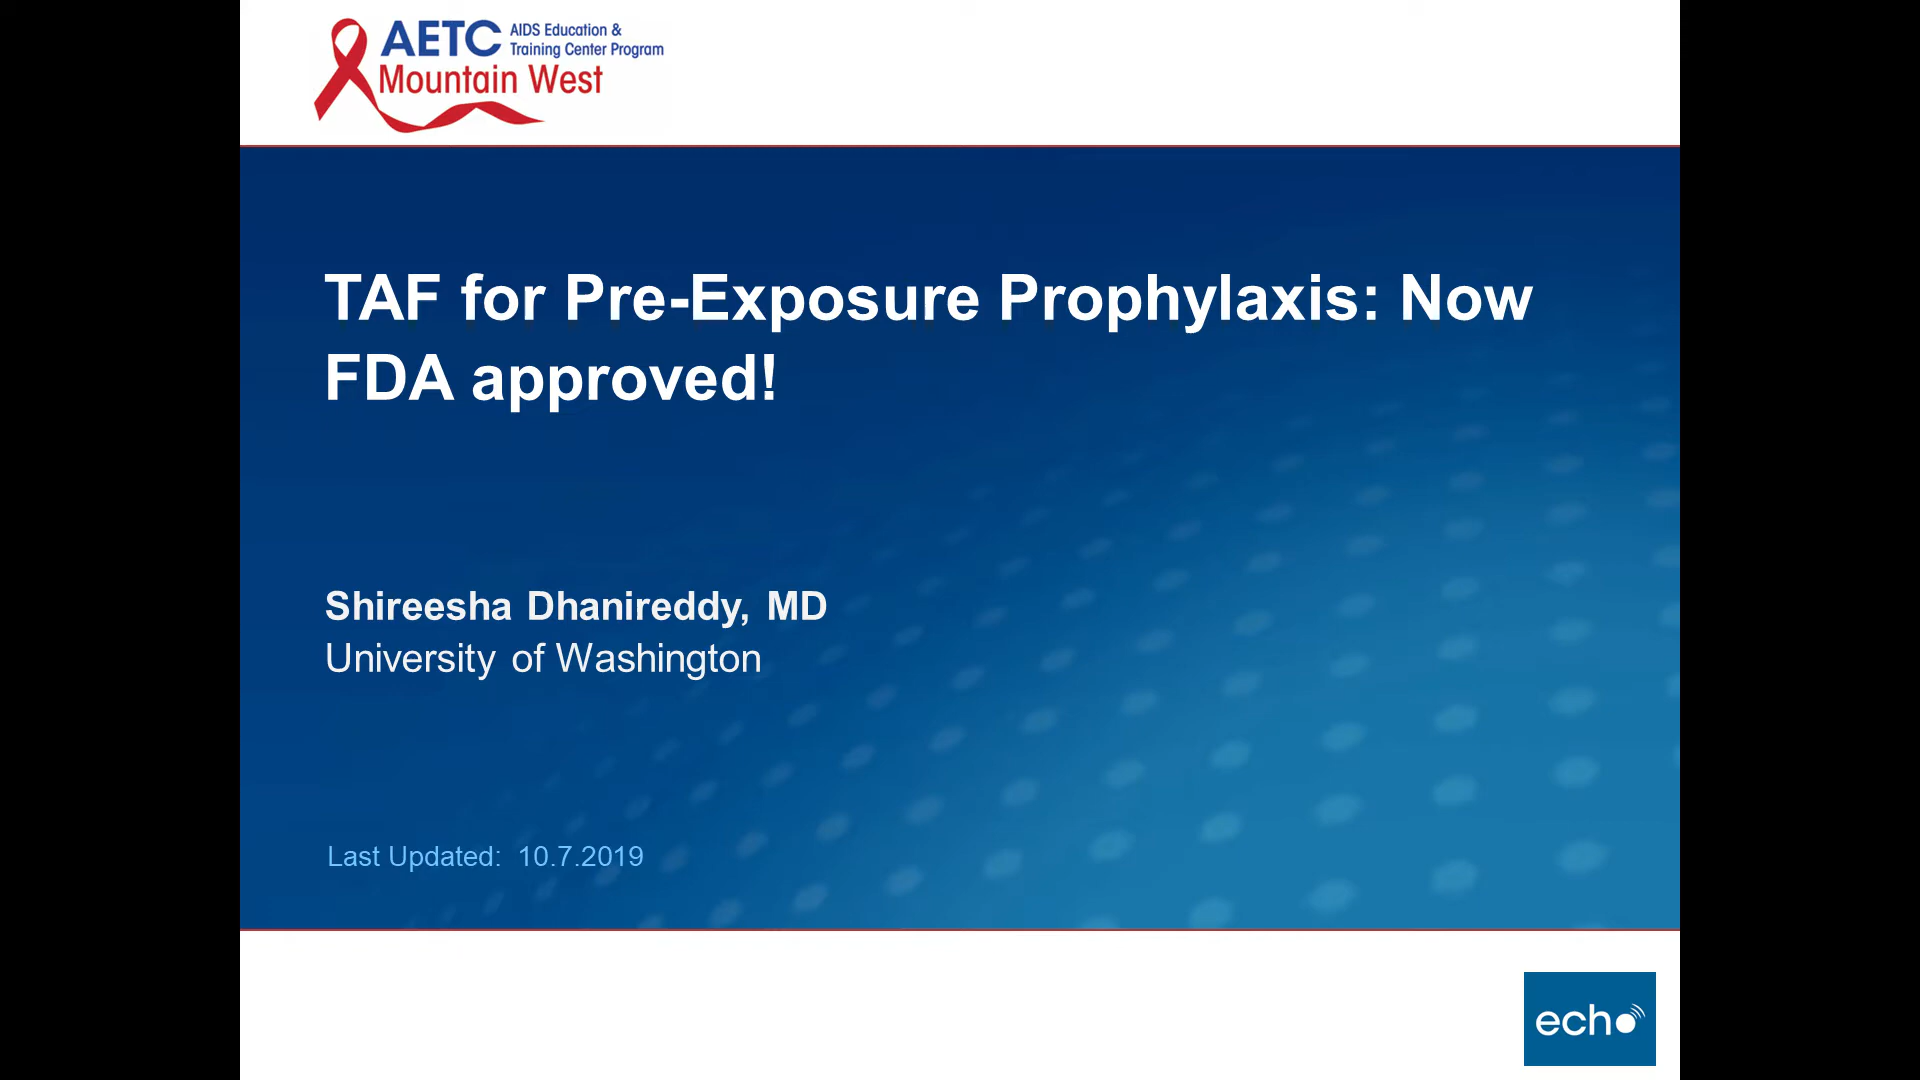 AETC AIDS Education &
Training Center Program
Mountain West
TAF for Pre-Exposure Prophylaxis: Now
FDA approved!
Shireesha Dhanireddy, MD
University of Washington
Last Updated: 10.7.2019
echo